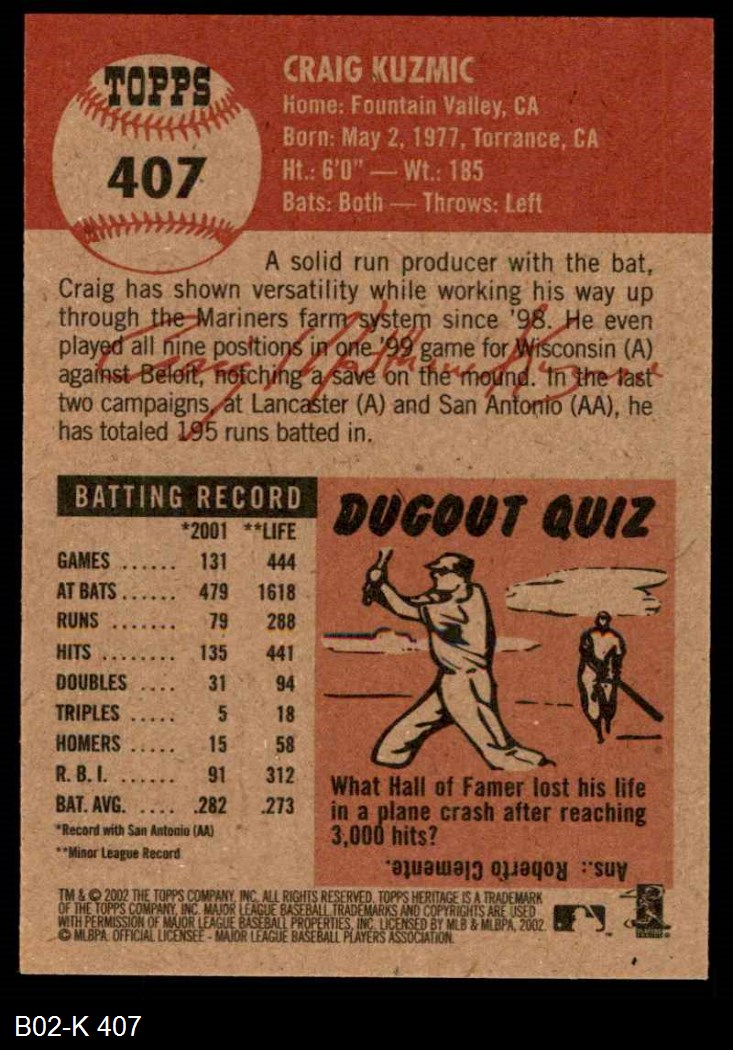 TOPPS
407
CRAIG KUZMIC
Home: Fountain Valley, CA
Born: May 2, 1977, Torrance, CA
Ht.: 6'0" — Wt.: 185
Bats: Both — Throws: Left
A solid run producer with the bat,
Craig has shown versatility while working his way up
through the Mariners farm system since '98. He even
played all nine positions in one '99 game for Wisconsin (A)
against Beloit, notching a save on the mound. In the last
two campaigns, at Lancaster (A) and San Antonio (AA), he
has totaled 195 runs batted in.
BATTING RECORD
*2001 **LIFE
GAMES ...... 131 444
AT BATS ...... 479 1618
RUNS ....... 79 288
HITS ........ 135 441
DOUBLES .... 31 94
TRIPLES ..... 5 18
HOMERS ..... 15 58
R. B. I. ...... 91 312
BAT. AVG. .... .282 .273
*Record with San Antonio (AA)
**Minor League Record
DUGOUT QUIZ
What Hall of Famer lost his life
in a plane crash after reaching
3,000 hits?
Ans.: Roberto Clemente.
TM & © 2002 THE TOPPS COMPANY, INC. ALL RIGHTS RESERVED. TOPPS HERITAGE IS A TRADEMARK
OF THE TOPPS COMPANY, INC. MAJOR LEAGUE BASEBALL TRADEMARKS AND COPYRIGHTS ARE USED
WITH PERMISSION OF MAJOR LEAGUE BASEBALL PROPERTIES, INC. LICENSED BY MLB & MLBPA, 2002
© MLBPA. OFFICIAL LICENSEE - MAJOR LEAGUE BASEBALL PLAYERS ASSOCIATION.
B02-K 407